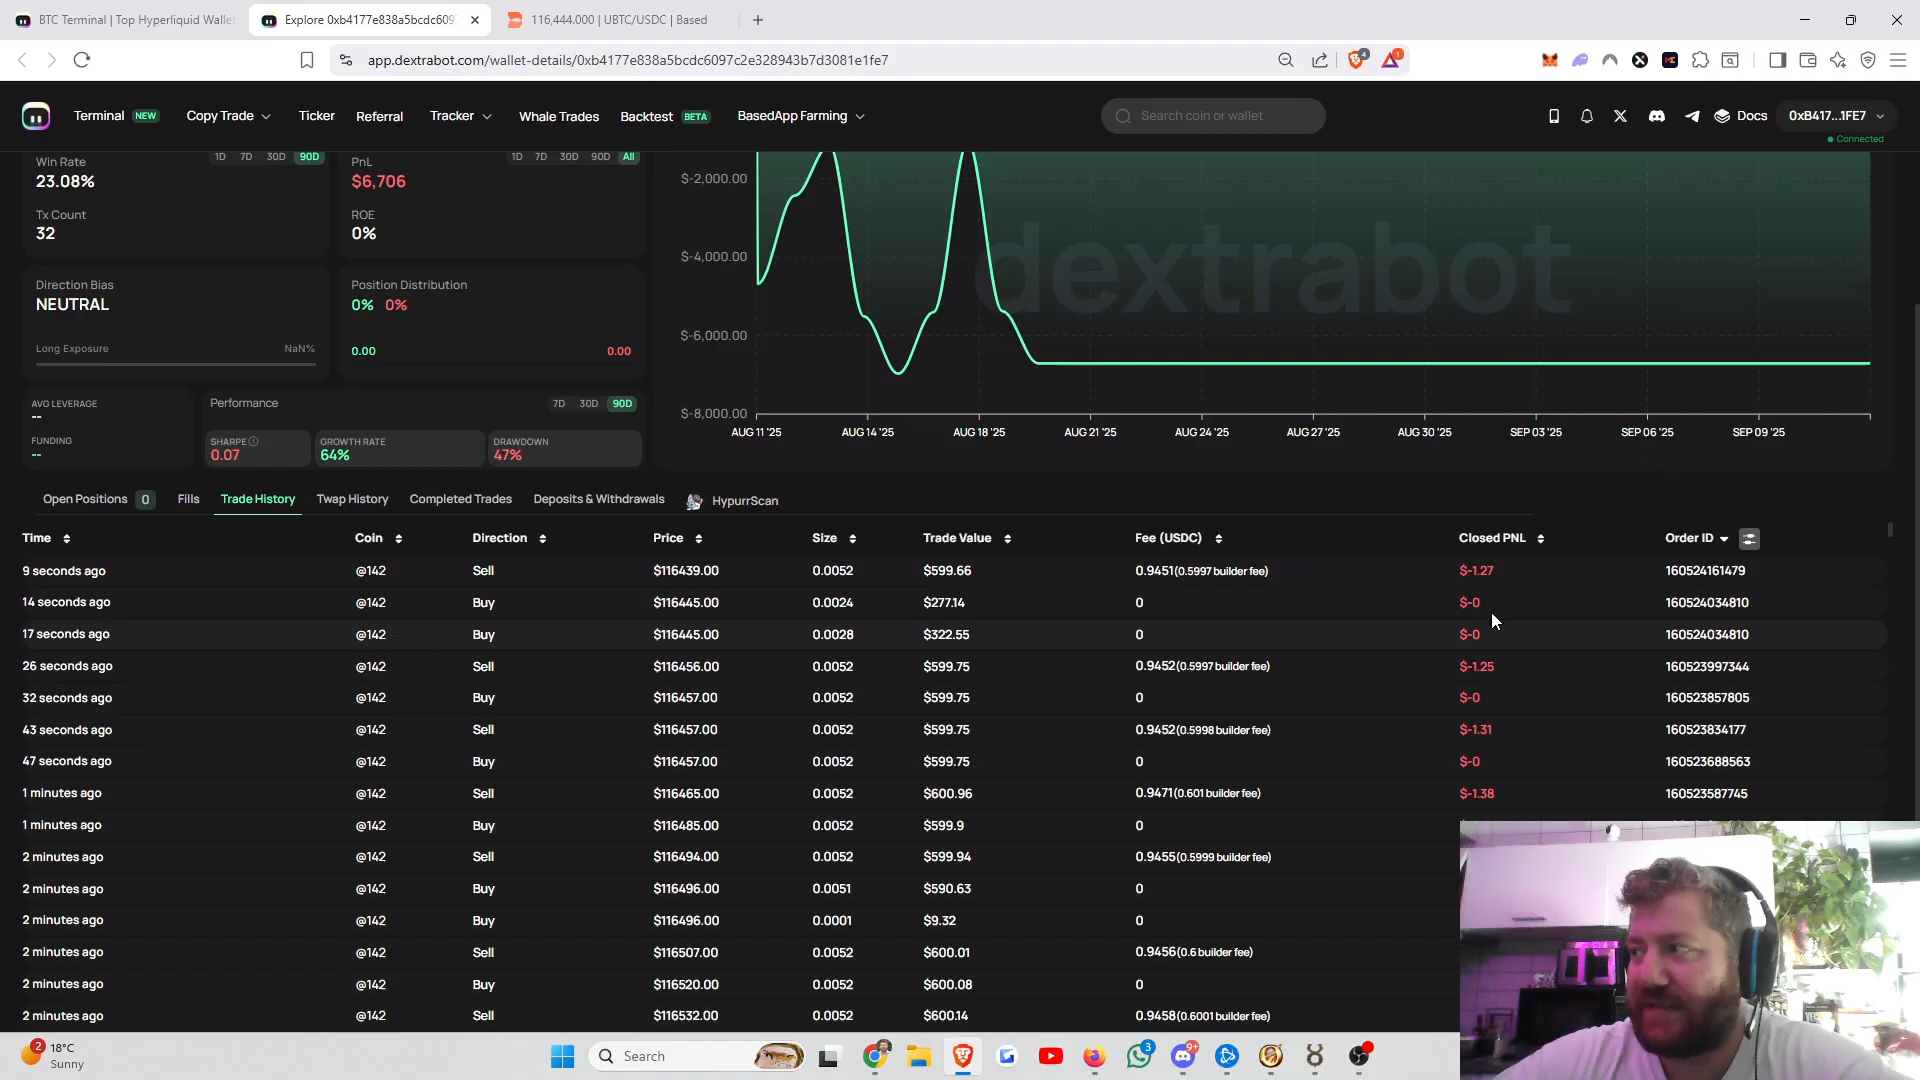 BTC Terminal | Top Hyperliquid Wallet
Explore 0xb4177e838a5bcdc6097
116,444.000 | UBTC/USDC | Based
app.dextrabot.com/wallet-details/0xb4177e838a5bcdc6097c2e328943b7d3081e1fe7
4
1
Terminal NEW
Copy Trade
Ticker
Referral
Tracker
Whale Trades
Backtest BETA
BasedApp Farming
Search coin or wallet
Docs
0xB417...1FE7
Connected
Win Rate 1D 7D 30D 90D
23.08%
Tx Count
32
PnL 1D 7D 30D 90D All
$6,706
ROE
0%
Direction Bias
NEUTRAL
Long Exposure NaN%
Position Distribution
0% 0%
0.00 0.00
AVG LEVERAGE
--
FUNDING
--
Performance 7D 30D 90D
SHARPE
0.07
GROWTH RATE
64%
DRAWDOWN
47%
$-2,000.00
$-4,000.00
$-6,000.00
$-8,000.00
dextrabot
AUG 11 '25 AUG 14 '25 AUG 18 '25 AUG 21 '25 AUG 24 '25 AUG 27 '25 AUG 30 '25 SEP 03 '25 SEP 06 '25 SEP 09 '25
Open Positions 0 Fills Trade History Twap History Completed Trades Deposits & Withdrawals HypurrScan
Time Coin Direction Price Size Trade Value Fee (USDC) Closed PNL Order ID
9 seconds ago @142 Sell $116439.00 0.0052 $599.66 0.9451(0.5997 builder fee) $-1.27 160524161479
14 seconds ago @142 Buy $116445.00 0.0024 $277.14 0 $-0 160524034810
17 seconds ago @142 Buy $116445.00 0.0028 $322.55 0 $-0 160524034810
26 seconds ago @142 Sell $116456.00 0.0052 $599.75 0.9452(0.5997 builder fee) $-1.25 160523997344
32 seconds ago @142 Buy $116457.00 0.0052 $599.75 0 $-0 160523857805
43 seconds ago @142 Sell $116457.00 0.0052 $599.75 0.9452(0.5998 builder fee) $-1.31 160523834177
47 seconds ago @142 Buy $116457.00 0.0052 $599.75 0 $-0 160523688563
1 minutes ago @142 Sell $116465.00 0.0052 $600.96 0.9471(0.601 builder fee) $-1.38 160523587745
1 minutes ago @142 Buy $116485.00 0.0052 $599.9 0
2 minutes ago @142 Sell $116494.00 0.0052 $599.94 0.9455(0.5999 builder fee)
2 minutes ago @142 Buy $116496.00 0.0051 $590.63 0
2 minutes ago @142 Buy $116496.00 0.0001 $9.32 0
2 minutes ago @142 Sell $116507.00 0.0052 $600.01 0.9456(0.6 builder fee)
2 minutes ago @142 Buy $116520.00 0.0052 $600.08 0
2 minutes ago @142 Sell $116532.00 0.0052 $600.14 0.9458(0.6001 builder fee)
2
18°C
Sunny
Search
3
9+